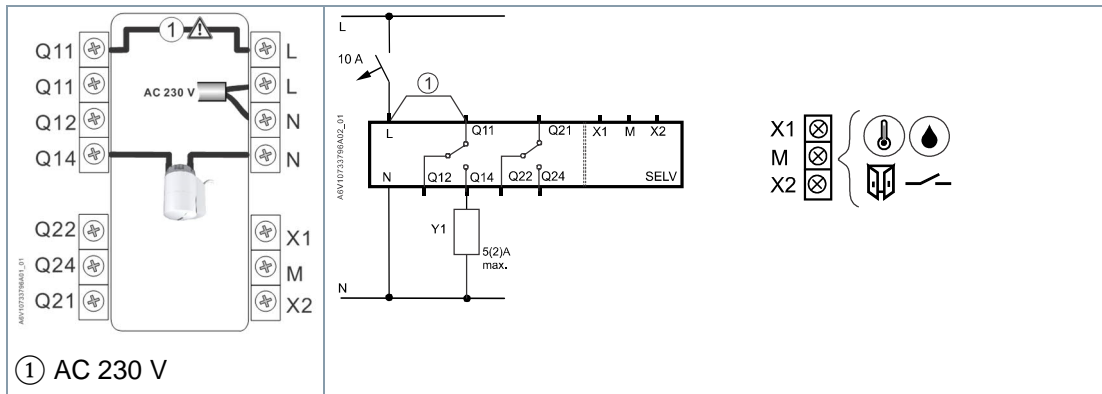 ①
Q11 L
AC 230 V
Q11 L
Q12 N
Q14 N
Q22 X1
Q24 M
Q21 X2
A6V10733796A01_01
① AC 230 V
L
10 A
①
L Q11 Q21 X1 M X2
N Q12 Q14 Q22 Q24 SELV
A6V10733796A02_01
Y1
5(2)A
max.
N
X1
M
X2